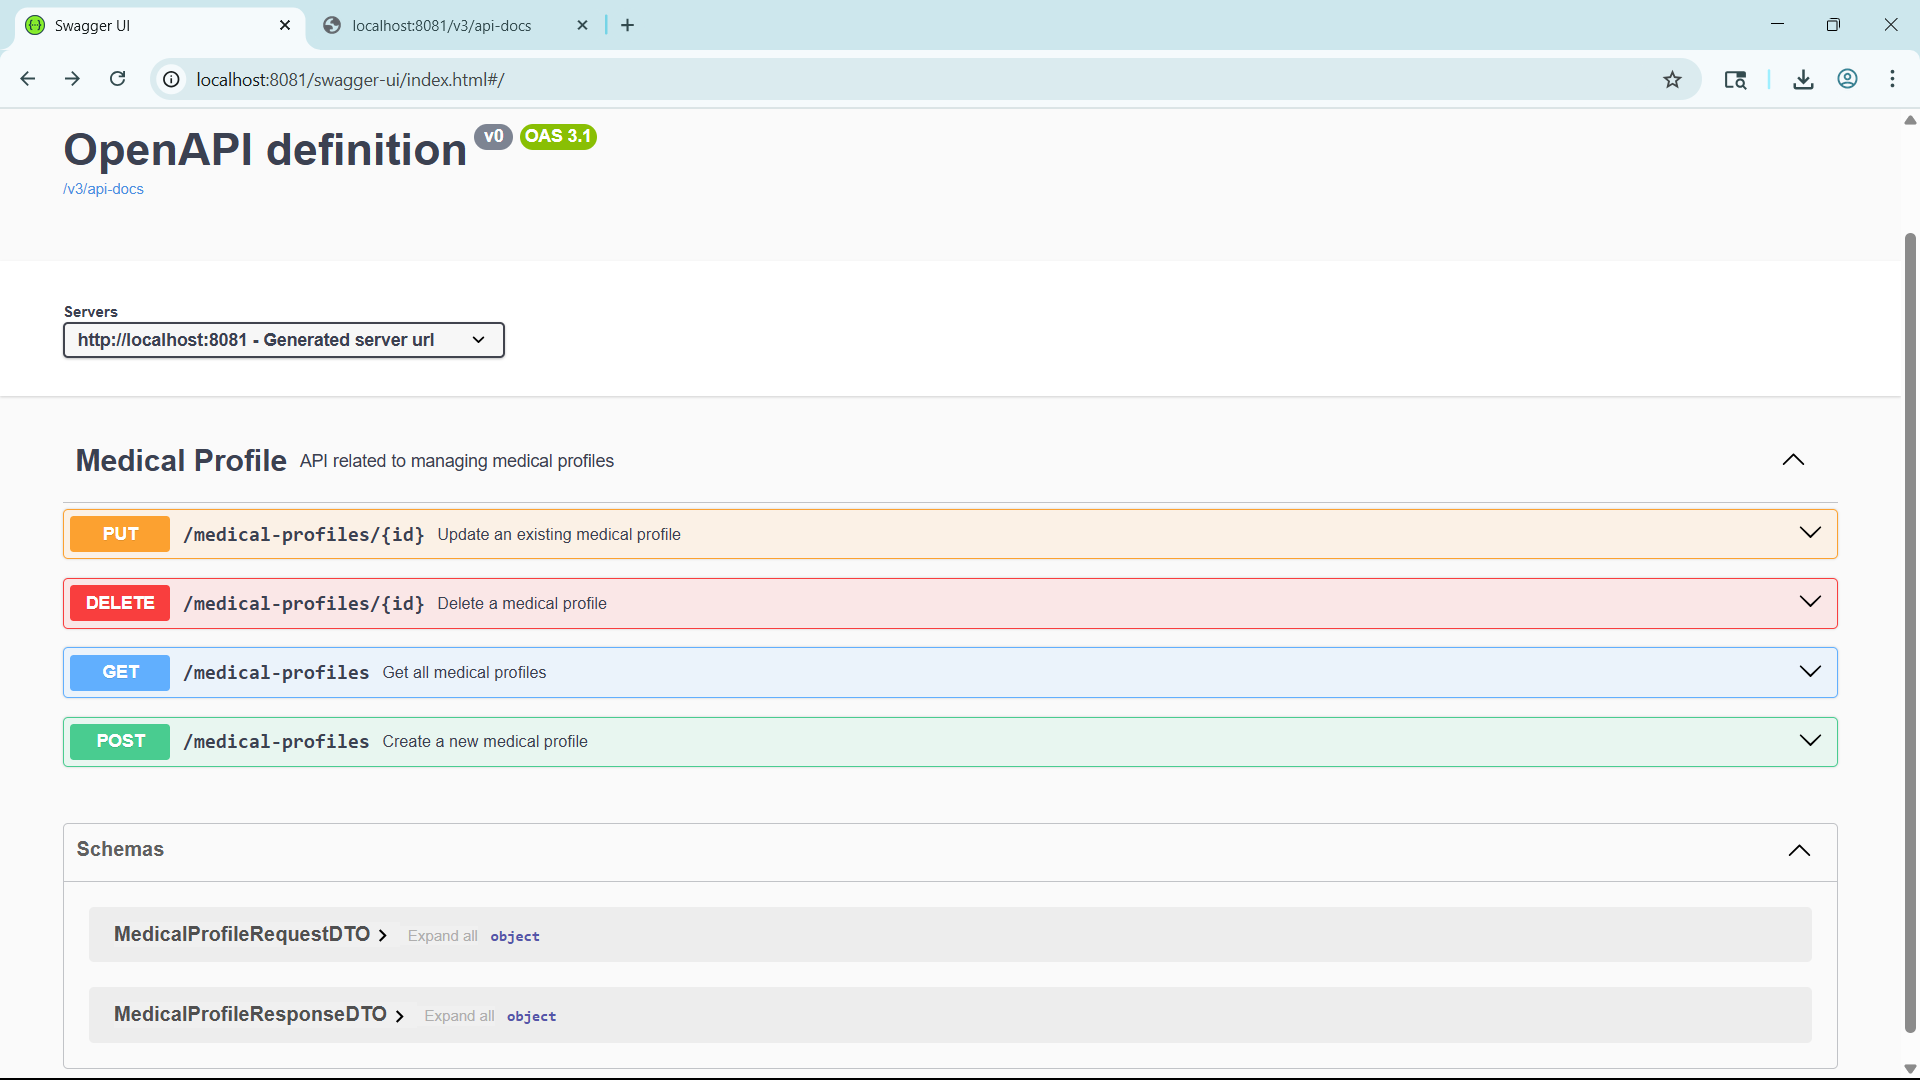 Swagger UI
localhost:8081/v3/api-docs
localhost:8081/swagger-ui/index.html#/
OpenAPI definition v0 OAS 3.1
/v3/api-docs
Servers
http://localhost:8081 - Generated server url
Medical Profile API related to managing medical profiles
PUT /medical-profiles/{id} Update an existing medical profile
DELETE /medical-profiles/{id} Delete a medical profile
GET /medical-profiles Get all medical profiles
POST /medical-profiles Create a new medical profile
Schemas
MedicalProfileRequestDTO Expand all object
MedicalProfileResponseDTO Expand all object